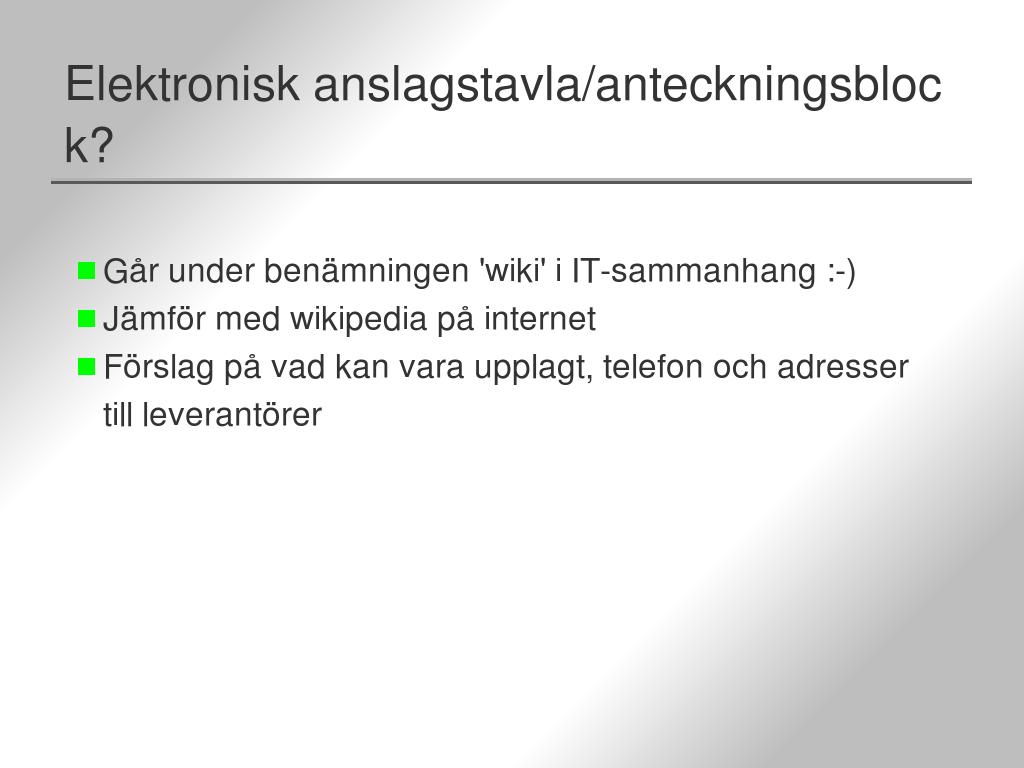 Elektronisk anslagstavla/anteckningsbloc
k?
Går under benämningen 'wiki' i IT-sammanhang :-)
Jämför med wikipedia på internet
Förslag på vad kan vara upplagt, telefon och adresser
till leverantörer